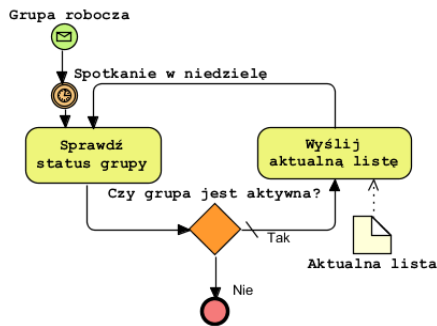 Grupa robocza
Spotkanie w niedzielę
Sprawdź
status grupy
Wyślij
aktualną listę
Czy grupa jest aktywna?
Tak
Aktualna lista
Nie